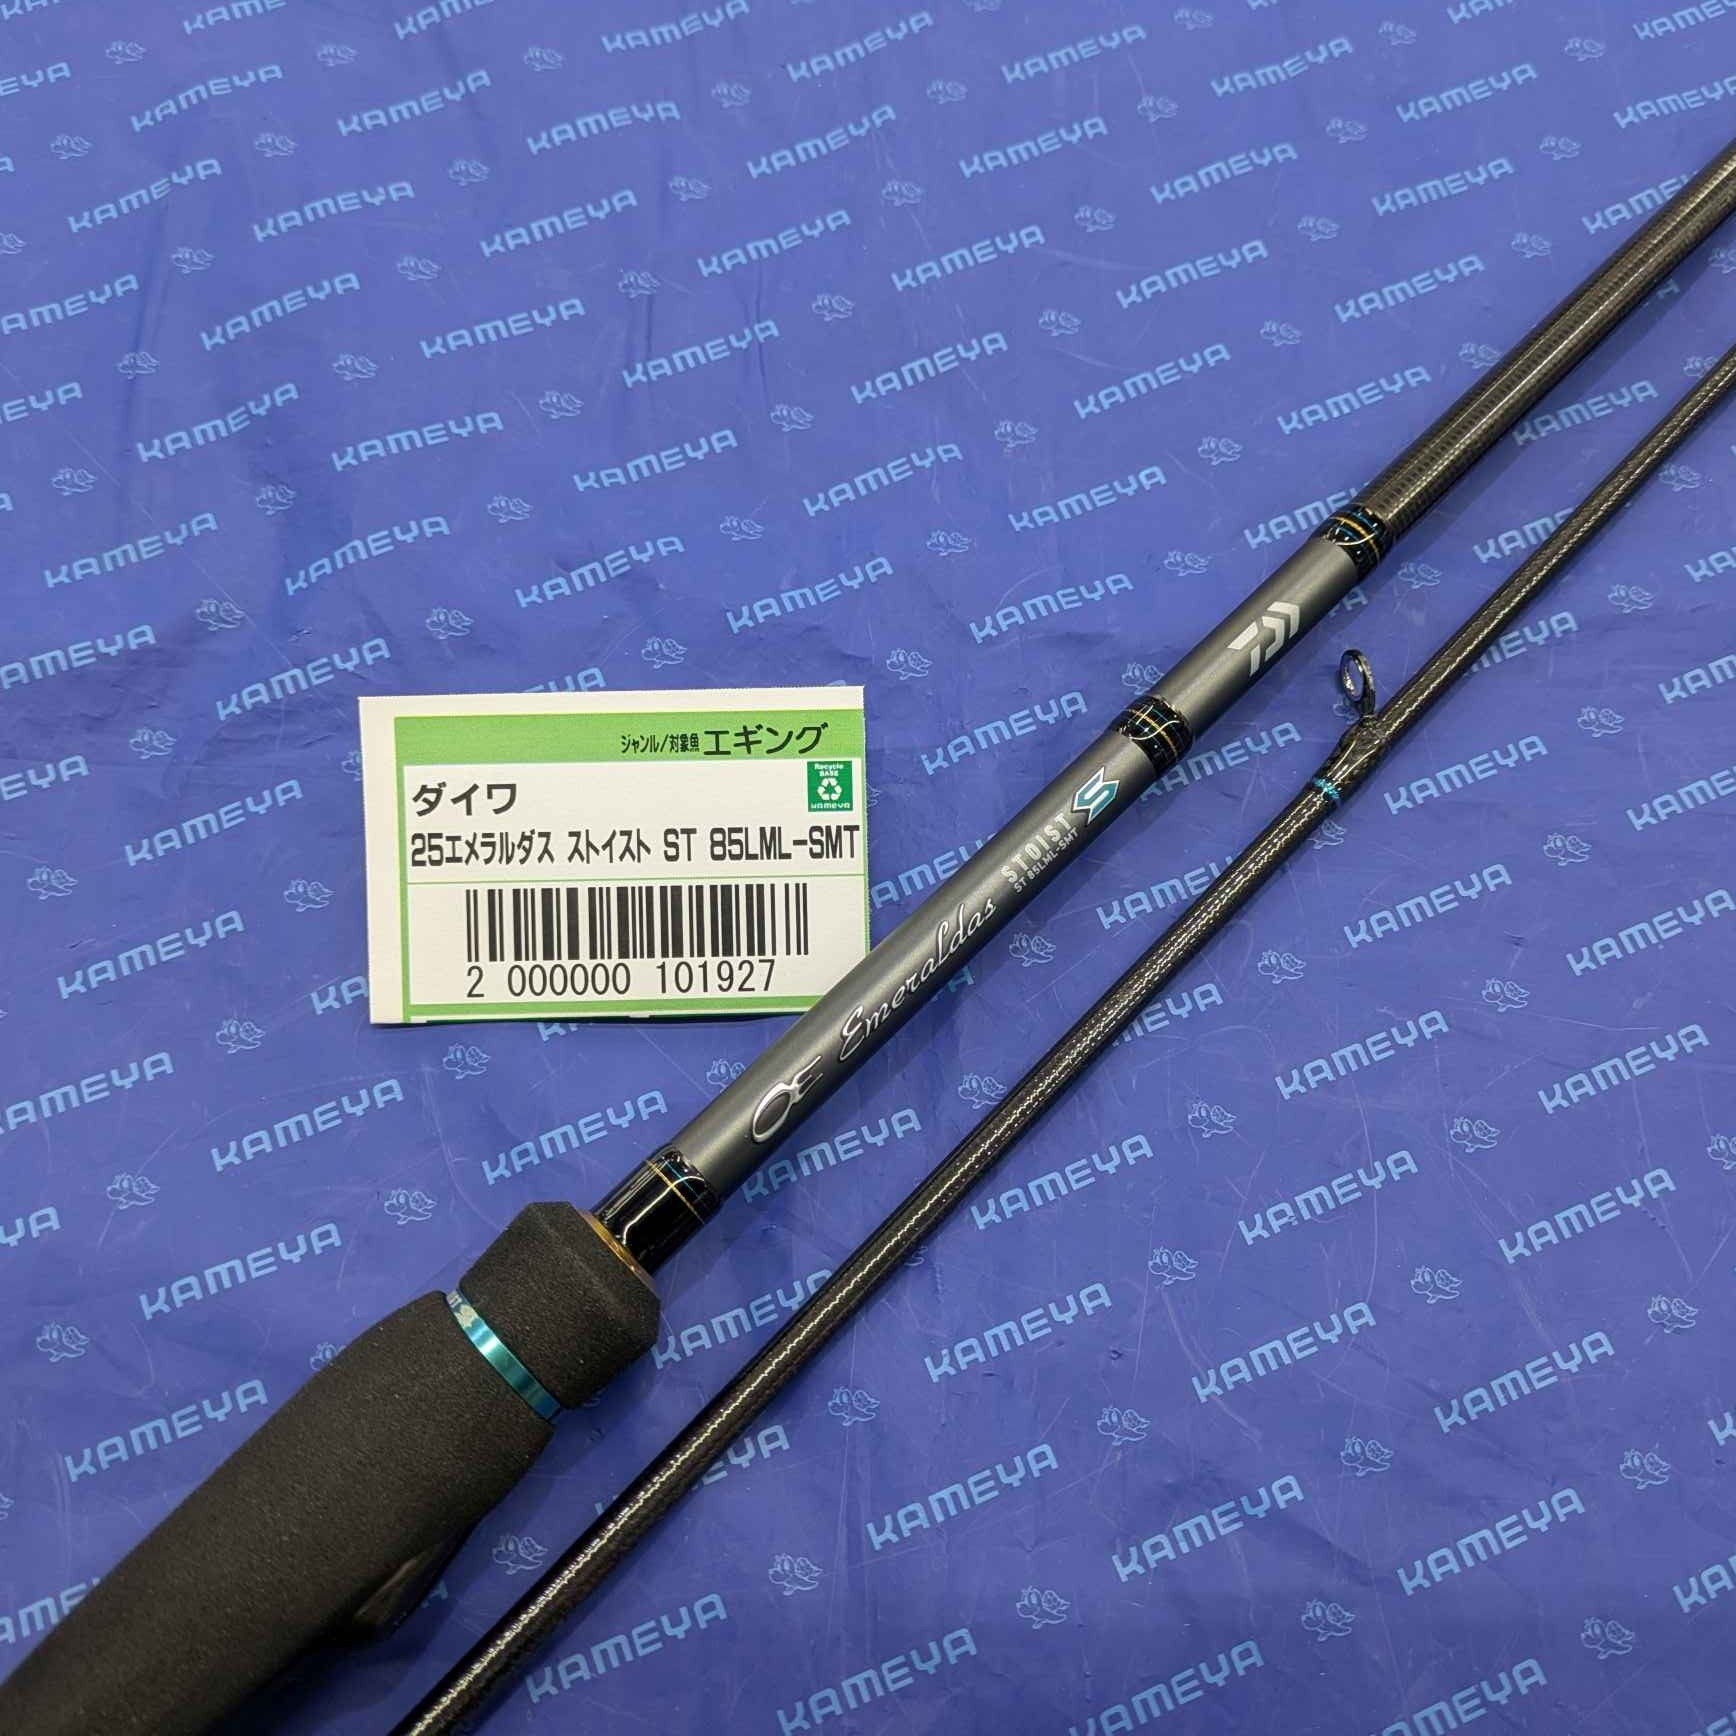 ジャンル/対象魚 エギング
ダイワ
Recycle
BASE
KAMEYA
25エメラルダス ストイスト ST 85LML-SMT
2 000000 101927
Emeraldas
STOIST
ST 85LML-SMT
KAMEYA